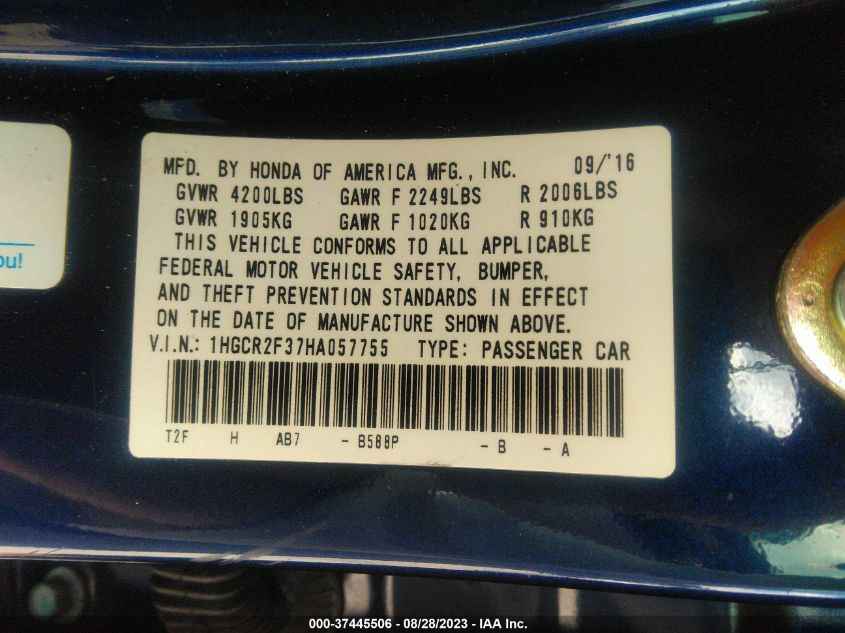 MFD. BY HONDA OF AMERICA MFG., INC. 09/'16
GVWR 4200LBS GAWR F 2249LBS R 2006LBS
GVWR 1905KG GAWR F 1020KG R 910KG
THIS VEHICLE CONFORMS TO ALL APPLICABLE
FEDERAL MOTOR VEHICLE SAFETY, BUMPER,
AND THEFT PREVENTION STANDARDS IN EFFECT
ON THE DATE OF MANUFACTURE SHOWN ABOVE.
V.I.N.: 1HGCR2F37HA057755 TYPE: PASSENGER CAR
T2F H AB7 - B588P - B - A
ou!
000-37445506 - 08/28/2023 - IAA Inc.